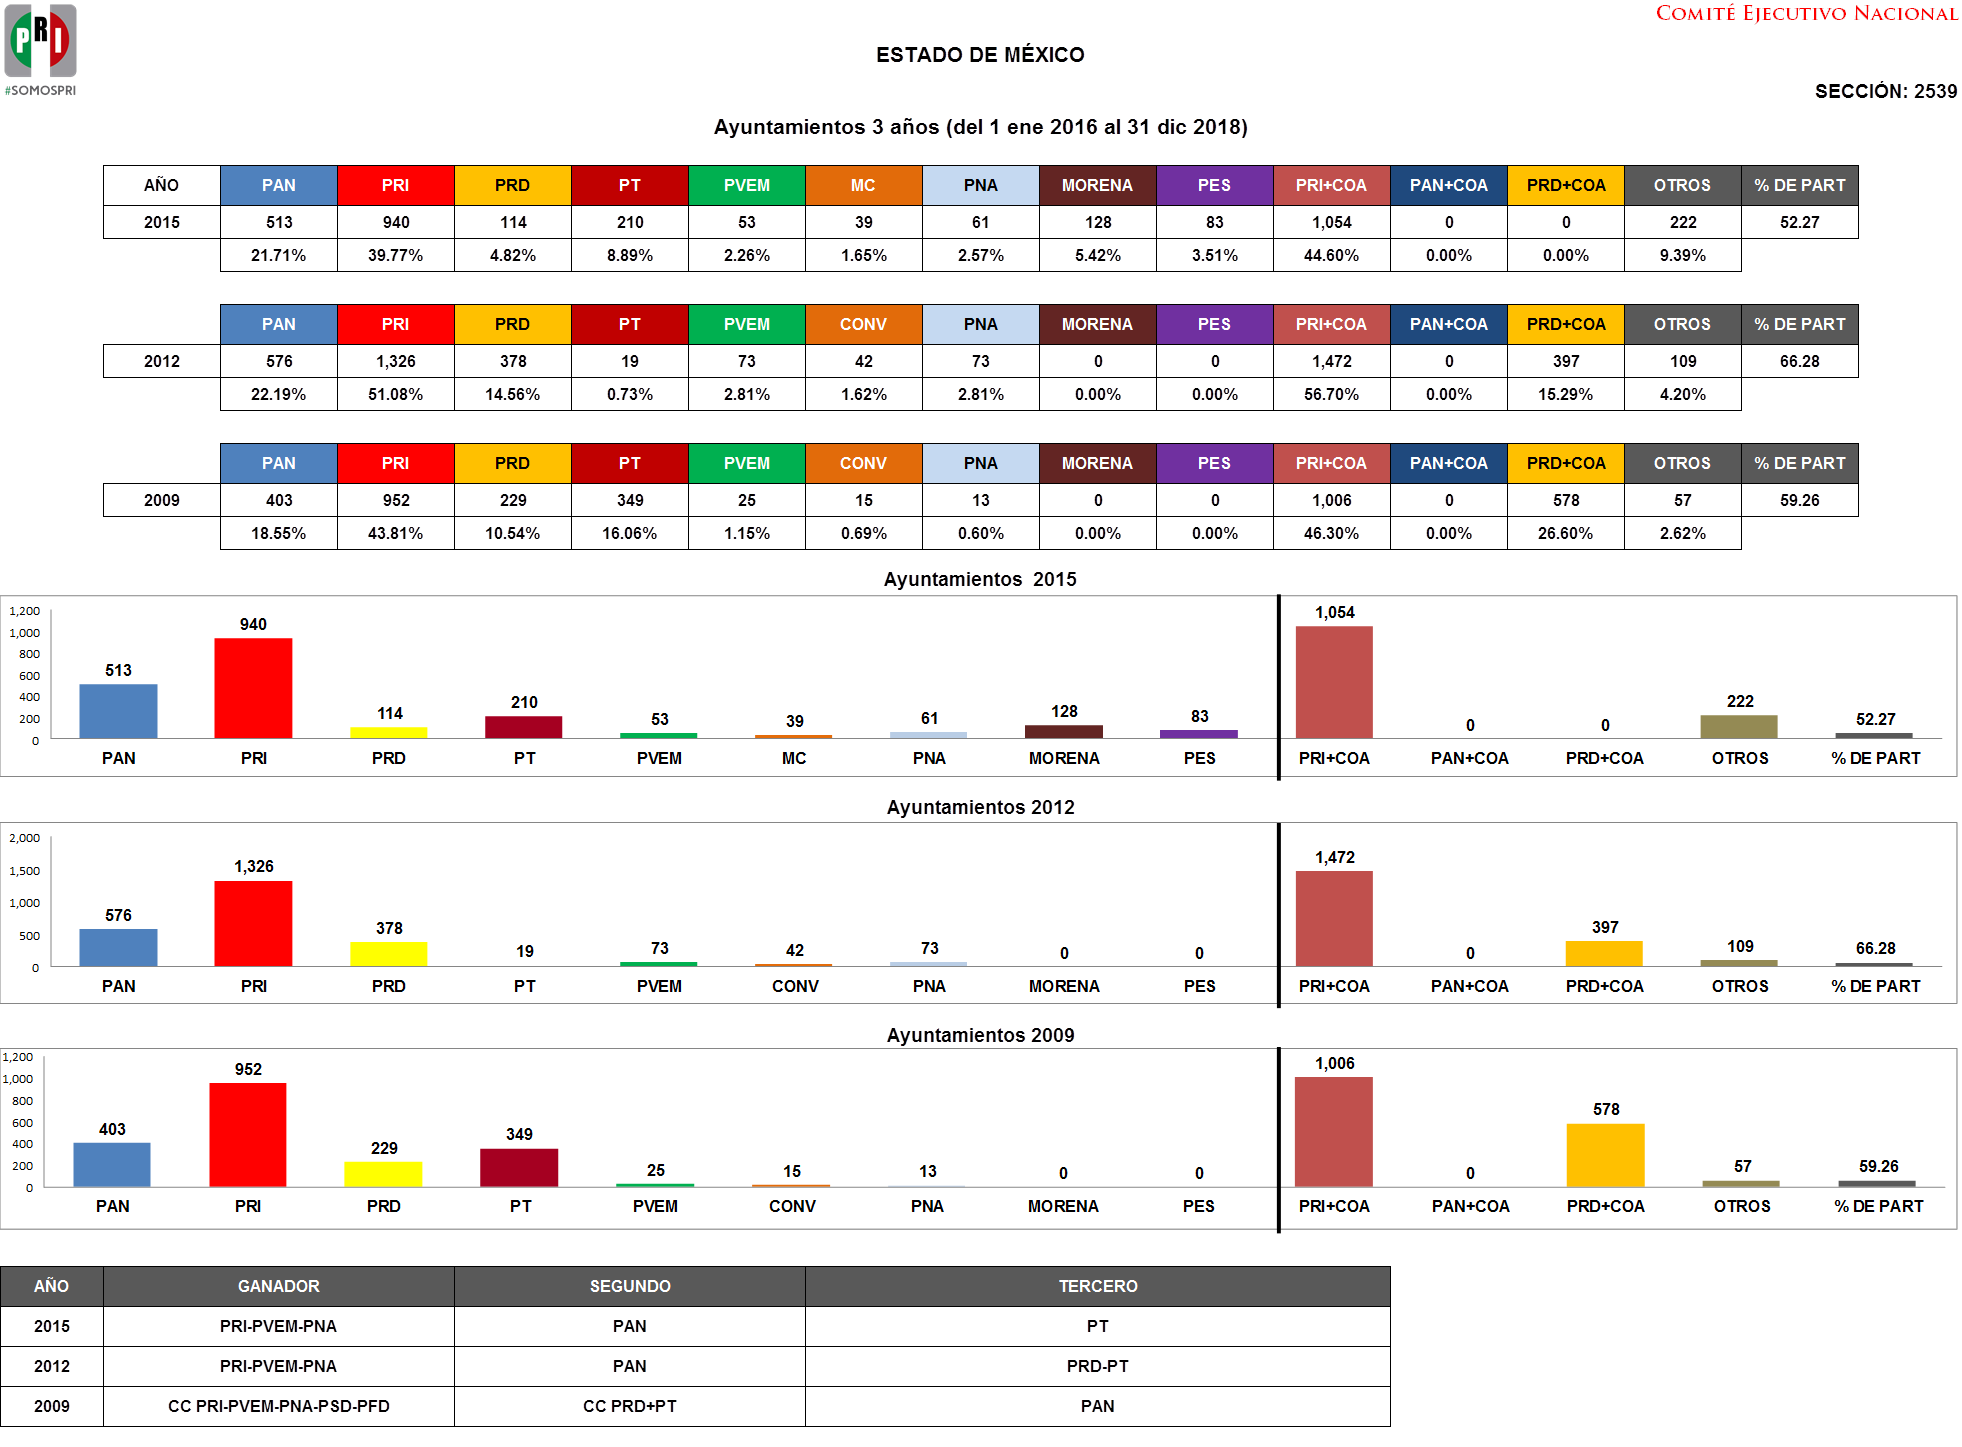 PRI
#SOMOSPRI
COMITÉ EJECUTIVO NACIONAL
ESTADO DE MÉXICO
SECCIÓN: 2539
Ayuntamientos 3 años (del 1 ene 2016 al 31 dic 2018)
AÑO PAN PRI PRD PT PVEM MC PNA MORENA PES PRI+COA PAN+COA PRD+COA OTROS % DE PART
2015 513 940 114 210 53 39 61 128 83 1,054 0 0 222 52.27
21.71% 39.77% 4.82% 8.89% 2.26% 1.65% 2.57% 5.42% 3.51% 44.60% 0.00% 0.00% 9.39%
PAN PRI PRD PT PVEM CONV PNA MORENA PES PRI+COA PAN+COA PRD+COA OTROS % DE PART
2012 576 1,326 378 19 73 42 73 0 0 1,472 0 397 109 66.28
22.19% 51.08% 14.56% 0.73% 2.81% 1.62% 2.81% 0.00% 0.00% 56.70% 0.00% 15.29% 4.20%
PAN PRI PRD PT PVEM CONV PNA MORENA PES PRI+COA PAN+COA PRD+COA OTROS % DE PART
2009 403 952 229 349 25 15 13 0 0 1,006 0 578 57 59.26
18.55% 43.81% 10.54% 16.06% 1.15% 0.69% 0.60% 0.00% 0.00% 46.30% 0.00% 26.60% 2.62%
Ayuntamientos 2015
1,200
1,000
800
600
400
200
0
513 940 114 210 53 39 61 128 83 1,054 0 0 222 52.27
PAN PRI PRD PT PVEM MC PNA MORENA PES PRI+COA PAN+COA PRD+COA OTROS % DE PART
Ayuntamientos 2012
2,000
1,500
1,000
500
0
576 1,326 378 19 73 42 73 0 0 1,472 0 397 109 66.28
PAN PRI PRD PT PVEM CONV PNA MORENA PES PRI+COA PAN+COA PRD+COA OTROS % DE PART
Ayuntamientos 2009
1,200
1,000
800
600
400
200
0
403 952 229 349 25 15 13 0 0 1,006 0 578 57 59.26
PAN PRI PRD PT PVEM CONV PNA MORENA PES PRI+COA PAN+COA PRD+COA OTROS % DE PART
AÑO GANADOR SEGUNDO TERCERO
2015 PRI-PVEM-PNA PAN PT
2012 PRI-PVEM-PNA PAN PRD-PT
2009 CC PRI-PVEM-PNA-PSD-PFD CC PRD+PT PAN